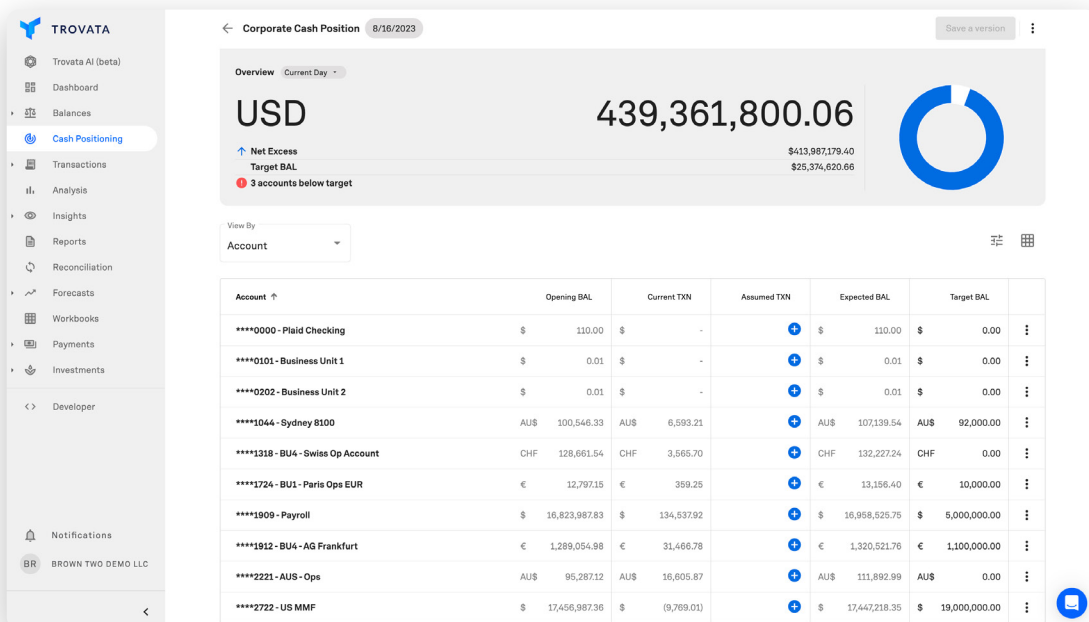 TROVATA
Trovata AI (beta)
Dashboard
Balances
Cash Positioning
Transactions
Analysis
Insights
Reports
Reconciliation
Forecasts
Workbooks
Payments
Investments
Developer
Notifications
BR BROWN TWO DEMO LLC
Corporate Cash Position 8/16/2023 Save a version
Overview Current Day
USD 439,361,800.06
Net Excess $413,987,179.40
Target BAL $25,374,620.66
3 accounts below target
View By
Account
Account Opening BAL Current TXN Assumed TXN Expected BAL Target BAL
****0000 - Plaid Checking $ 110.00 $ - $ 110.00 $ 0.00
****0101 - Business Unit 1 $ 0.01 $ - $ 0.01 $ 0.00
****0202 - Business Unit 2 $ 0.01 $ - $ 0.01 $ 0.00
****1044 - Sydney 8100 AU$ 100,546.33 AU$ 6,593.21 AU$ 107,139.54 AU$ 92,000.00
****1318 - BU4 - Swiss Op Account CHF 128,661.54 CHF 3,565.70 CHF 132,227.24 CHF 0.00
****1724 - BU1 - Paris Ops EUR € 12,797.15 € 359.25 € 13,156.40 € 10,000.00
****1909 - Payroll $ 16,823,987.83 $ 134,537.92 $ 16,958,525.75 $ 5,000,000.00
****1912 - BU4 - AG Frankfurt € 1,289,054.98 € 31,466.78 € 1,320,521.76 € 1,100,000.00
****2221 - AUS - Ops AU$ 95,287.12 AU$ 16,605.87 AU$ 111,892.99 AU$ 0.00
****2722 - US MMF $ 17,456,987.36 $ (9,769.01) $ 17,447,218.35 $ 19,000,000.00